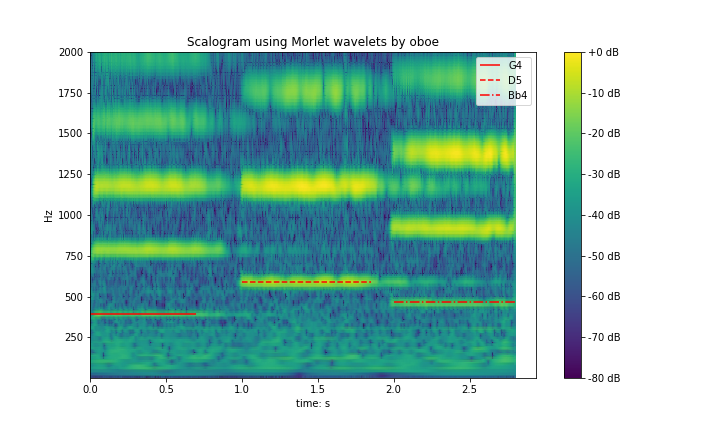 Scalogram using Morlet wavelets by oboe
2000
1750
1500
1250
1000
750
500
250
Hz
0.0
0.5
1.0
1.5
2.0
2.5
time: s
G4
D5
Bb4
+0 dB
-10 dB
-20 dB
-30 dB
-40 dB
-50 dB
-60 dB
-70 dB
-80 dB